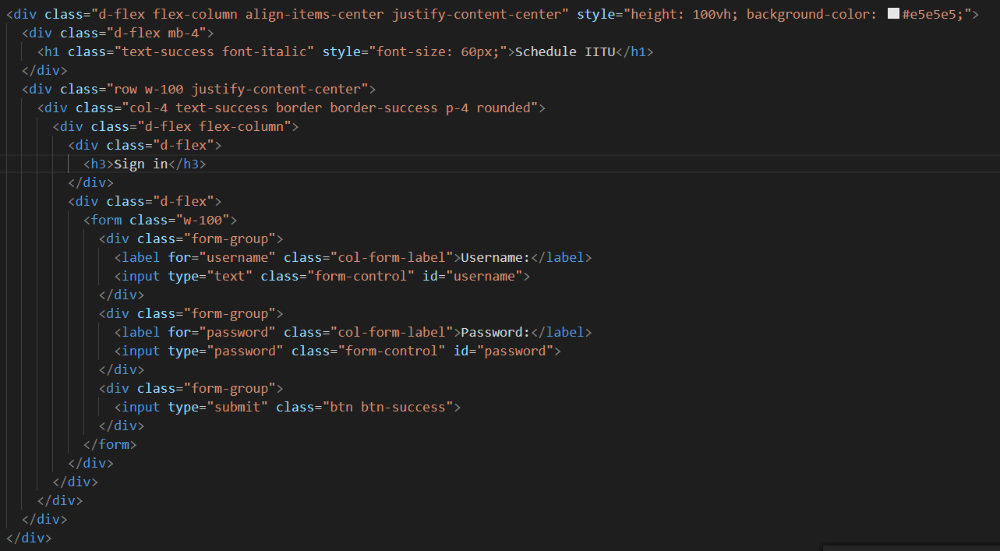 <div class="d-flex flex-column align-items-center justify-content-center" style="height: 100vh; background-color: #e5e5e5;">
<div class="d-flex mb-4">
<h1 class="text-success font-italic" style="font-size: 60px;">Schedule IITU</h1>
</div>
<div class="row w-100 justify-content-center">
<div class="col-4 text-success border border-success p-4 rounded">
<div class="d-flex flex-column">
<div class="d-flex">
<h3>Sign in</h3>
</div>
<div class="d-flex">
<form class="w-100">
<div class="form-group">
<label for="username" class="col-form-label">Username:</label>
<input type="text" class="form-control" id="username">
</div>
<div class="form-group">
<label for="password" class="col-form-label">Password:</label>
<input type="password" class="form-control" id="password">
</div>
<div class="form-group">
<input type="submit" class="btn btn-success">
</div>
</form>
</div>
</div>
</div>
</div>
</div>